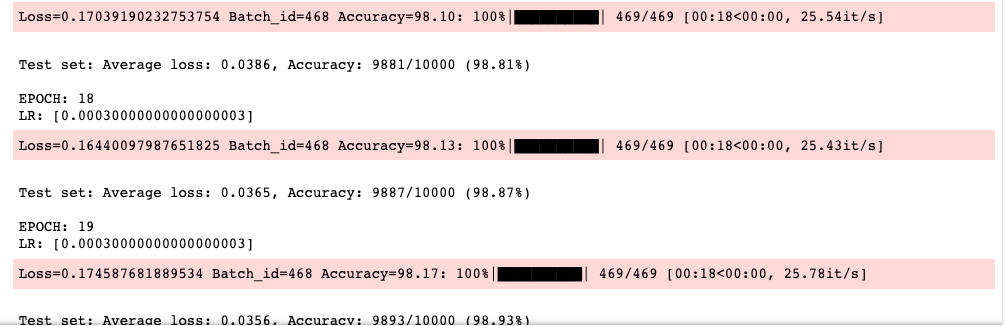 Loss=0.17039190232753754 Batch_id=468 Accuracy=98.10: 100%|██████████| 469/469 [00:18<00:00, 25.54it/s]
Test set: Average loss: 0.0386, Accuracy: 9881/10000 (98.81%)
EPOCH: 18
LR: [0.00030000000000000003]
Loss=0.16440097987651825 Batch_id=468 Accuracy=98.13: 100%|██████████| 469/469 [00:18<00:00, 25.43it/s]
Test set: Average loss: 0.0365, Accuracy: 9887/10000 (98.87%)
EPOCH: 19
LR: [0.00030000000000000003]
Loss=0.174587681889534 Batch_id=468 Accuracy=98.17: 100%|██████████| 469/469 [00:18<00:00, 25.78it/s]
Test set: Average loss: 0.0356, Accuracy: 9893/10000 (98.93%)